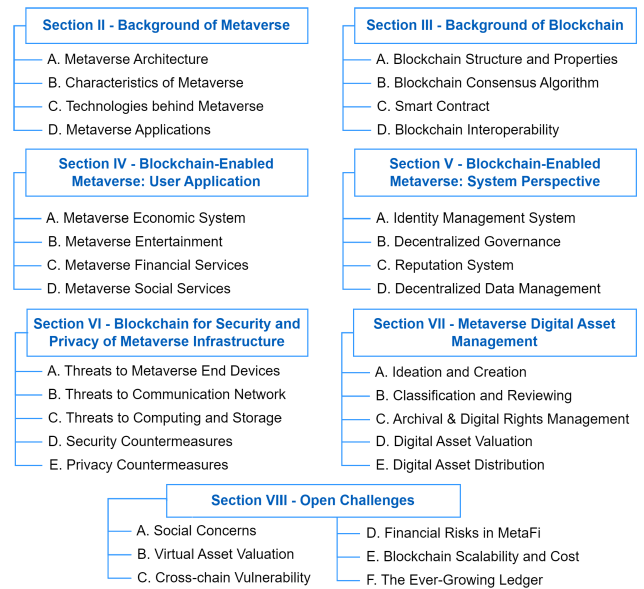 Section II - Background of Metaverse
A. Metaverse Architecture
B. Characteristics of Metaverse
C. Technologies behind Metaverse
D. Metaverse Applications
Section III - Background of Blockchain
A. Blockchain Structure and Properties
B. Blockchain Consensus Algorithm
C. Smart Contract
D. Blockchain Interoperability
Section IV - Blockchain-Enabled
Metaverse: User Application
A. Metaverse Economic System
B. Metaverse Entertainment
C. Metaverse Financial Services
D. Metaverse Social Services
Section V - Blockchain-Enabled
Metaverse: System Perspective
A. Identity Management System
B. Decentralized Governance
C. Reputation System
D. Decentralized Data Management
Section VI - Blockchain for Security and
Privacy of Metaverse Infrastructure
A. Threats to Metaverse End Devices
B. Threats to Communication Network
C. Threats to Computing and Storage
D. Security Countermeasures
E. Privacy Countermeasures
Section VII - Metaverse Digital Asset
Management
A. Ideation and Creation
B. Classification and Reviewing
C. Archival & Digital Rights Management
D. Digital Asset Valuation
E. Digital Asset Distribution
Section VIII - Open Challenges
A. Social Concerns
B. Virtual Asset Valuation
C. Cross-chain Vulnerability
D. Financial Risks in MetaFi
E. Blockchain Scalability and Cost
F. The Ever-Growing Ledger